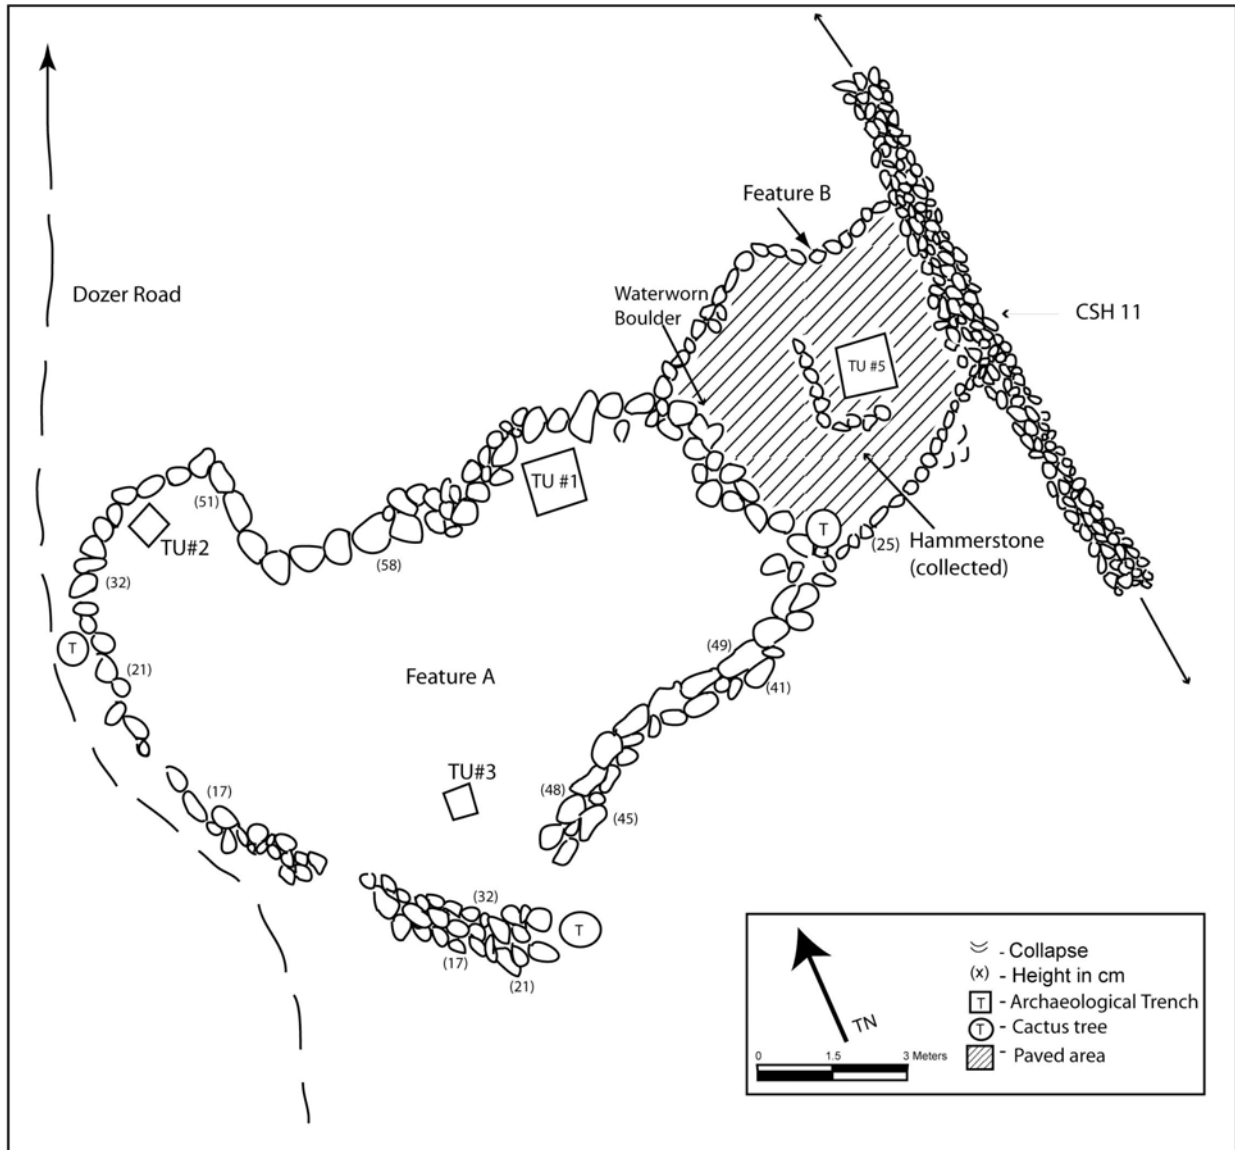 Feature B
Dozer Road
Waterworn
Boulder
CSH 11
TU #5
TU #1
(51)
TU#2
(58)
T
(25)
Hammerstone
(collected)
(32)
T
(21)
(49)
Feature A
(41)
TU#3
(17)
(48)
(45)
(32)
T
(17)
(21)
TN
0 1.5 3 Meters
- Collapse
(x) - Height in cm
T - Archaeological Trench
T - Cactus tree
- Paved area